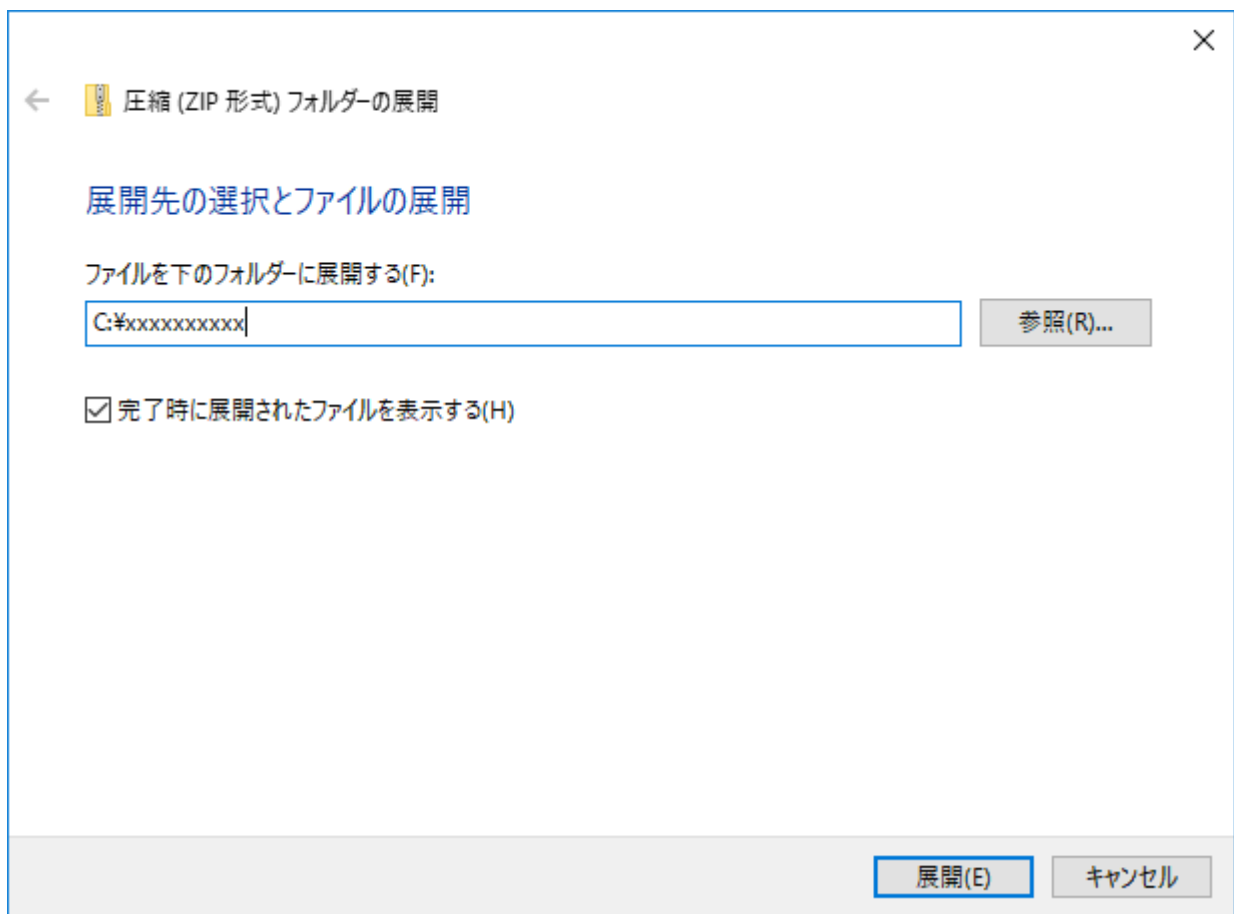 圧縮 (ZIP 形式) フォルダーの展開
展開先の選択とファイルの展開
ファイルを下のフォルダーに展開する(F):
C:¥xxxxxxxxxx
参照(R)...
完了時に展開されたファイルを表示する(H)
展開(E)
キャンセル